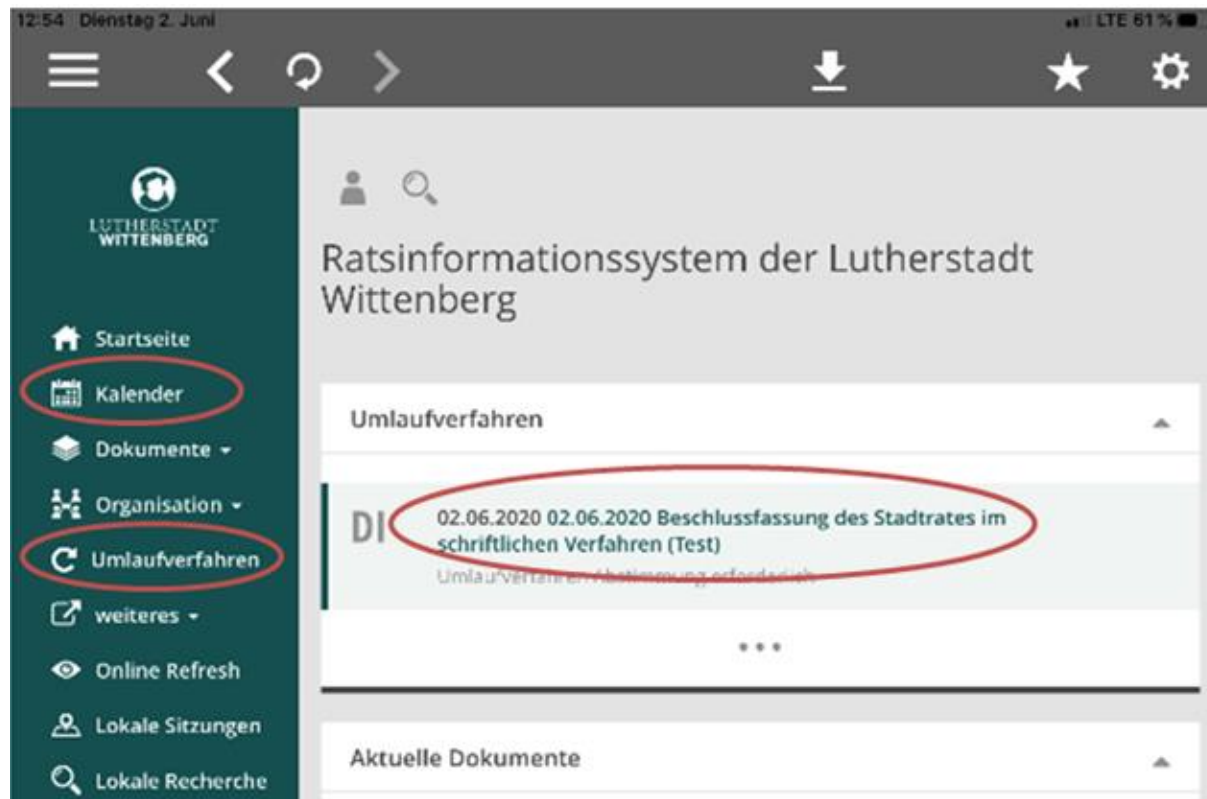 12:54 Dienstag 2. Juni
LTE 61 %
LUTHERSTADT
WITTENBERG
Startseite
Kalender
Dokumente
Organisation
Umlaufverfahren
weiteres
Online Refresh
Lokale Sitzungen
Lokale Recherche
Ratsinformationssystem der Lutherstadt
Wittenberg
Umlaufverfahren
DI
02.06.2020 02.06.2020 Beschlussfassung des Stadtrates im
schriftlichen Verfahren (Test)
Umlaufverfahren Abstimmung erforderlich
Aktuelle Dokumente